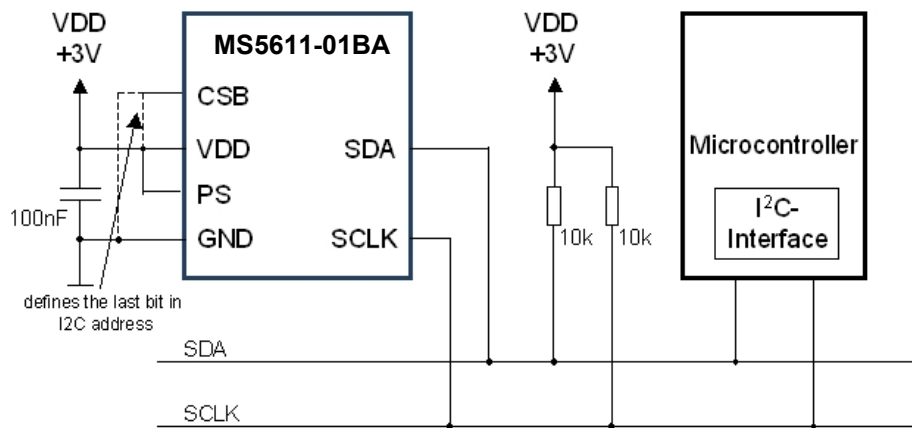 VDD
+3V
MS5611-01BA
CSB
VDD
PS
GND
SDA
SCLK
100nF
defines the last bit in
I2C address
VDD
+3V
10k
10k
Microcontroller
I²C-
Interface
SDA
SCLK